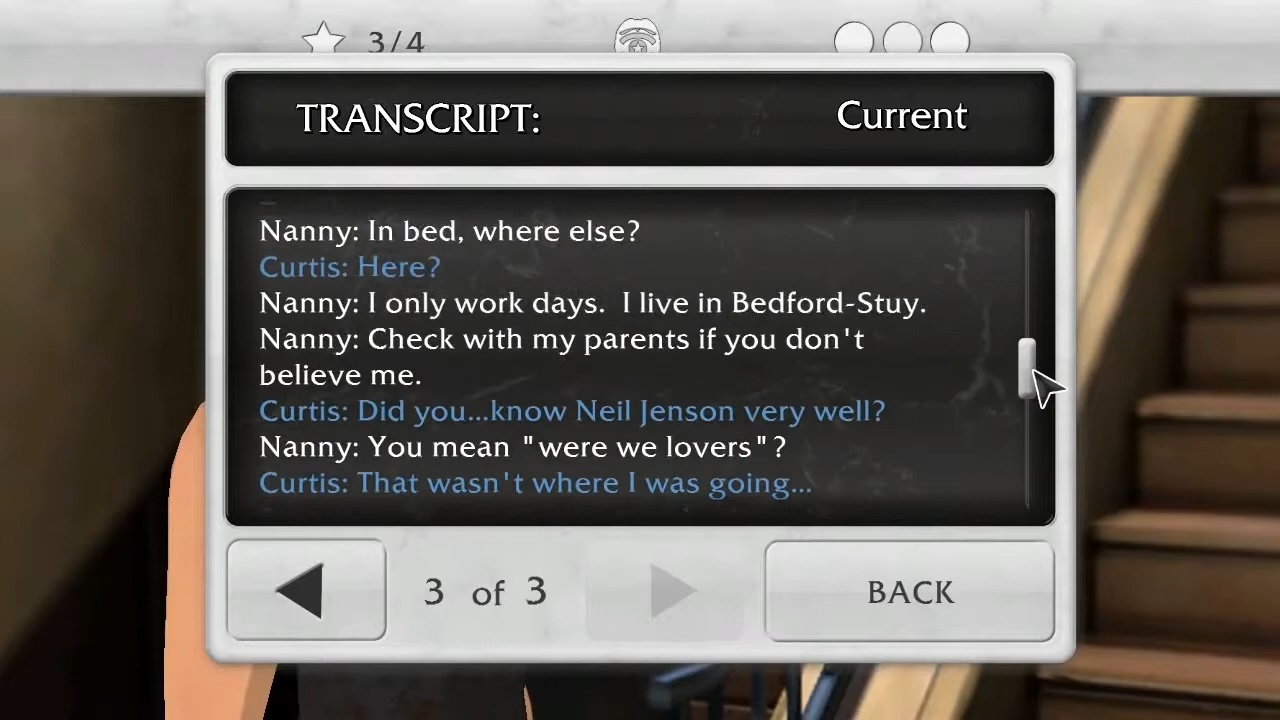 3/4
TRANSCRIPT:
Current
Nanny: In bed, where else?
Curtis: Here?
Nanny: I only work days.  I live in Bedford-Stuy.
Nanny: Check with my parents if you don't
believe me.
Curtis: Did you...know Neil Jenson very well?
Nanny: You mean "were we lovers"?
Curtis: That wasn't where I was going...
3 of 3
BACK